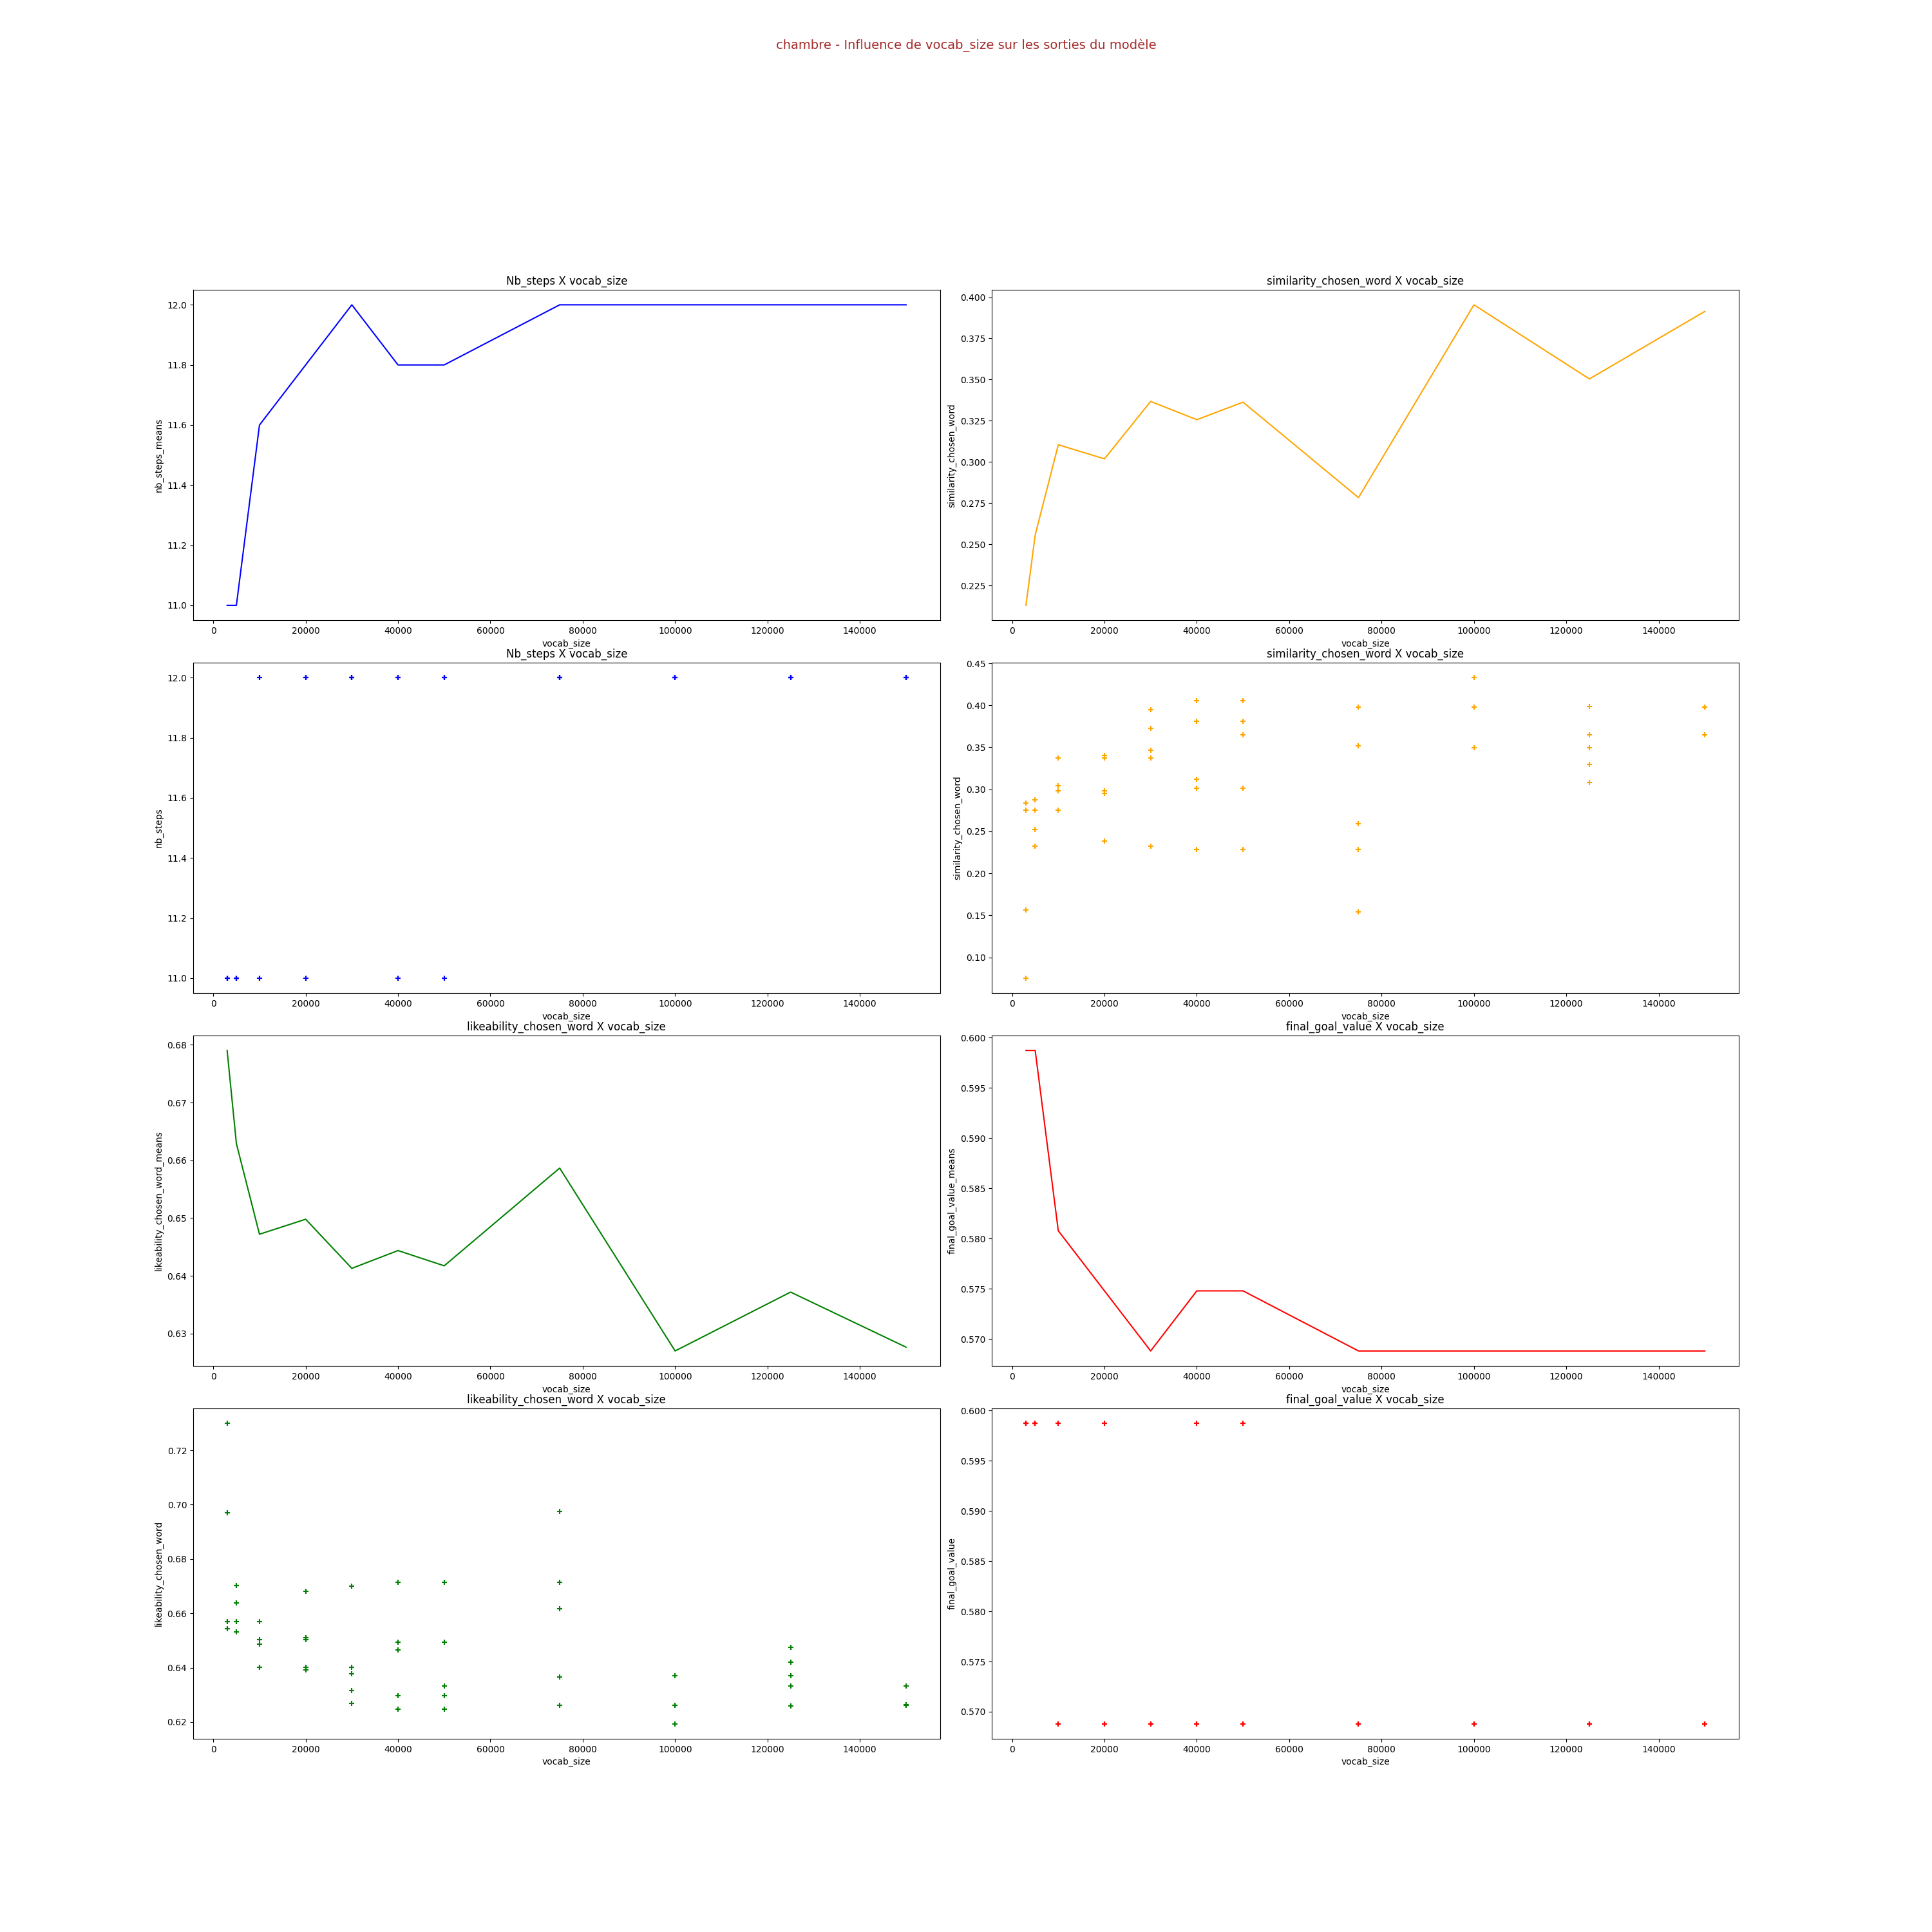 chambre - Influence de vocab_size sur les sorties du modèle
Nb_steps X vocab_size
nb_steps_means
12.0
11.8
11.6
11.4
11.2
11.0
0 20000 40000 60000 80000 100000 120000 140000
vocab_size
similarity_chosen_word X vocab_size
similarity_chosen_word
0.400
0.375
0.350
0.325
0.300
0.275
0.250
0.225
0 20000 40000 60000 80000 100000 120000 140000
vocab_size
Nb_steps X vocab_size
nb_steps
12.0
11.8
11.6
11.4
11.2
11.0
0 20000 40000 60000 80000 100000 120000 140000
vocab_size
similarity_chosen_word X vocab_size
similarity_chosen_word
0.45
0.40
0.35
0.30
0.25
0.20
0.15
0.10
0 20000 40000 60000 80000 100000 120000 140000
vocab_size
likeability_chosen_word X vocab_size
likeability_chosen_word_means
0.68
0.67
0.66
0.65
0.64
0.63
0 20000 40000 60000 80000 100000 120000 140000
vocab_size
final_goal_value X vocab_size
final_goal_value_means
0.600
0.595
0.590
0.585
0.580
0.575
0.570
0 20000 40000 60000 80000 100000 120000 140000
vocab_size
likeability_chosen_word X vocab_size
likeability_chosen_word
0.72
0.70
0.68
0.66
0.64
0.62
0 20000 40000 60000 80000 100000 120000 140000
vocab_size
final_goal_value X vocab_size
final_goal_value
0.600
0.595
0.590
0.585
0.580
0.575
0.570
0 20000 40000 60000 80000 100000 120000 140000
vocab_size